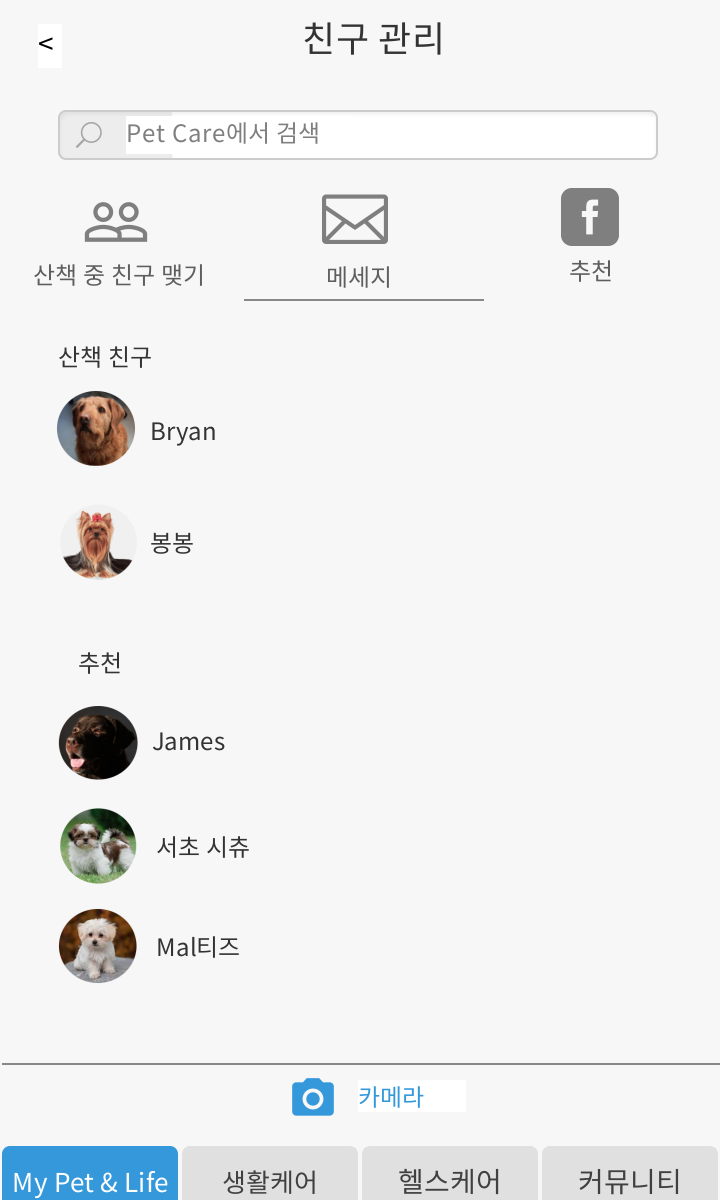 <
친구 관리
Pet Care에서 검색
산책 중 친구 맺기
메세지
추천
산책 친구
Bryan
봉봉
추천
James
서초 시츄
Mal티즈
카메라
My Pet & Life
생활케어
헬스케어
커뮤니티